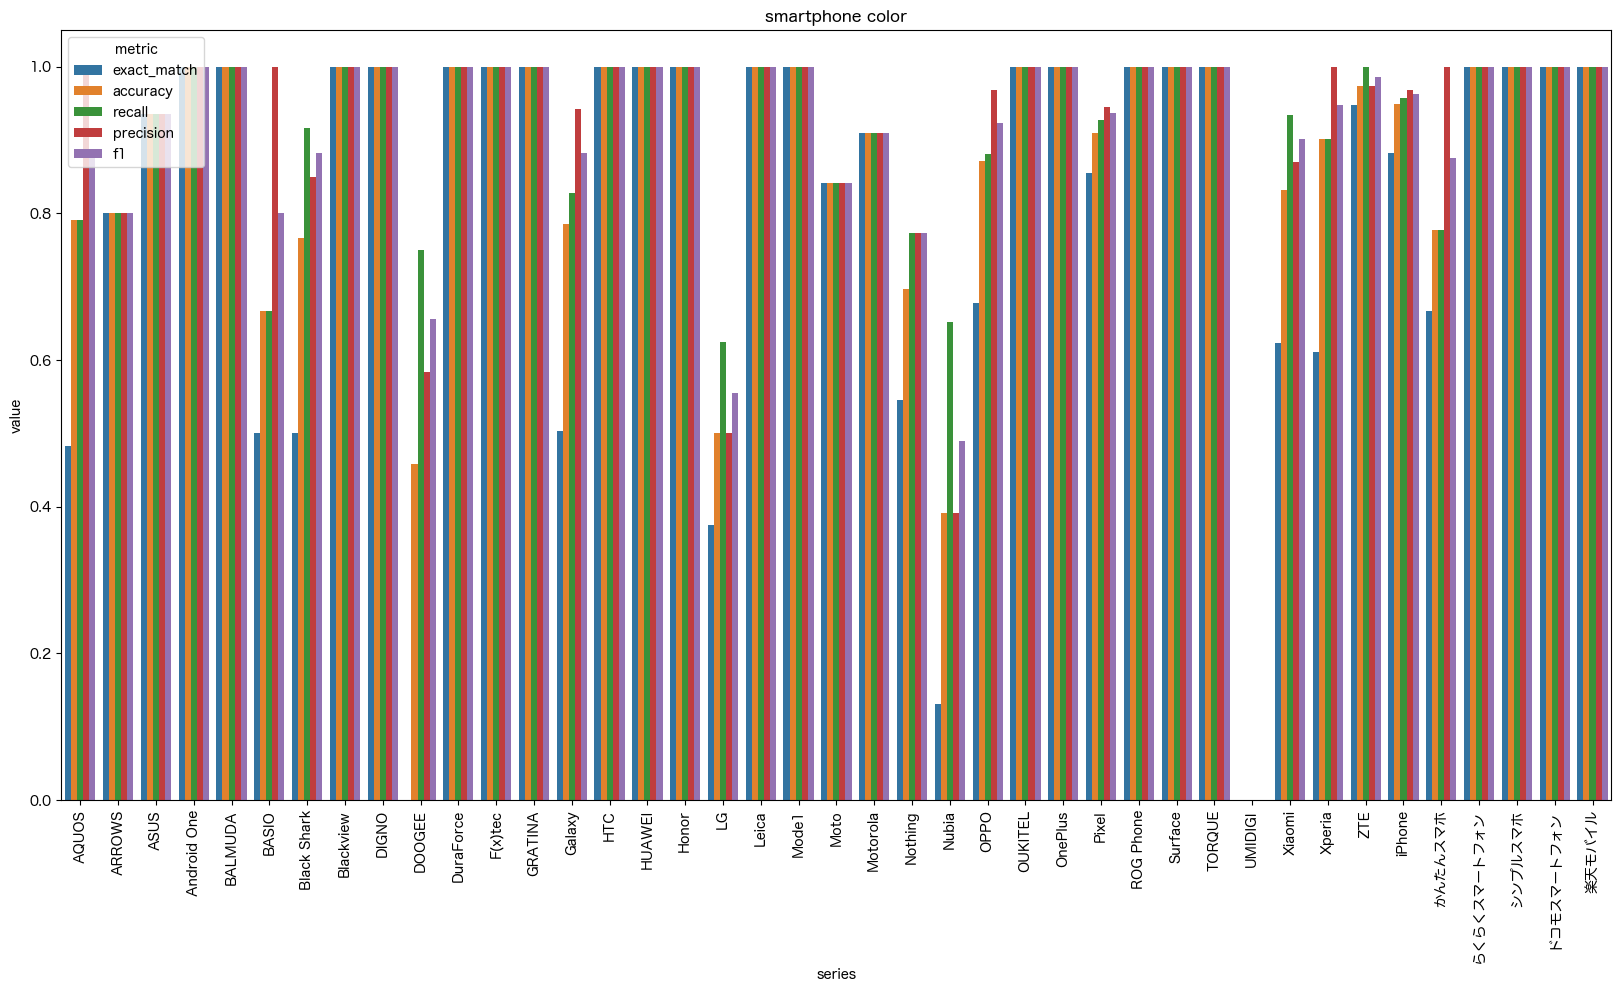 smartphone color
metric
exact_match
accuracy
recall
precision
f1
value
1.0
0.8
0.6
0.4
0.2
0.0
AQUOS
ARROWS
ASUS
Android One
BALMUDA
BASIO
Black Shark
Blackview
DIGNO
DOOGEE
DuraForce
F(x)tec
GRATINA
Galaxy
HTC
HUAWEI
Honor
LG
Leica
Mode1
Moto
Motorola
Nothing
Nubia
OPPO
OUKITEL
OnePlus
Pixel
ROG Phone
Surface
TORQUE
UMIDIGI
Xiaomi
Xperia
ZTE
iPhone
かんたんスマホ
らくらくスマートフォン
シンプルスマホ
ドコモスマートフォン
楽天モバイル
series